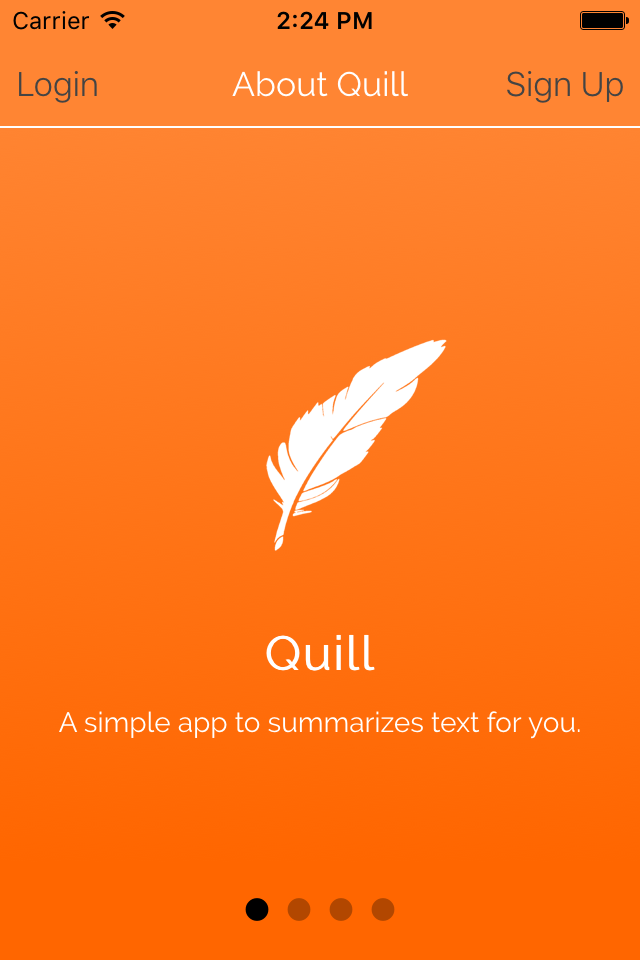 Carrier 2:24 PM
Login About Quill Sign Up
Quill
A simple app to summarizes text for you.